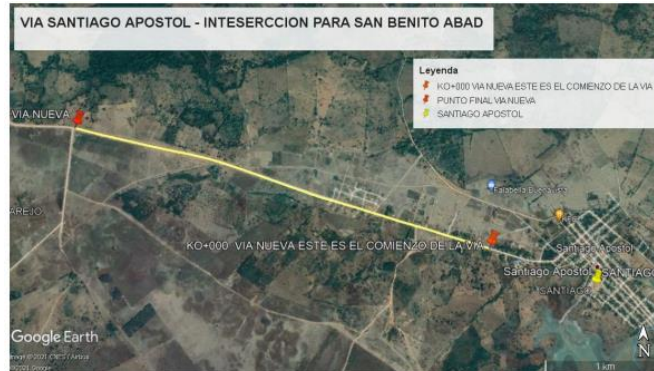 VIA SANTIAGO APOSTOL - INTESERCCION PARA SAN BENITO ABAD
Leyenda
KO+000 VIA NUEVA ESTE ES EL COMIENZO DE LA VIA
PUNTO FINAL VIA NUEVA
SANTIAGO APOSTOL
VIA NUEVA
AREJO.
KO+000 VIA NUEVA ESTE ES EL COMIENZO DE LA VIA
Santiago Apostol
Santiago Apostol
SANTIAGO
SANTIAGO
Google Earth
1 km
N